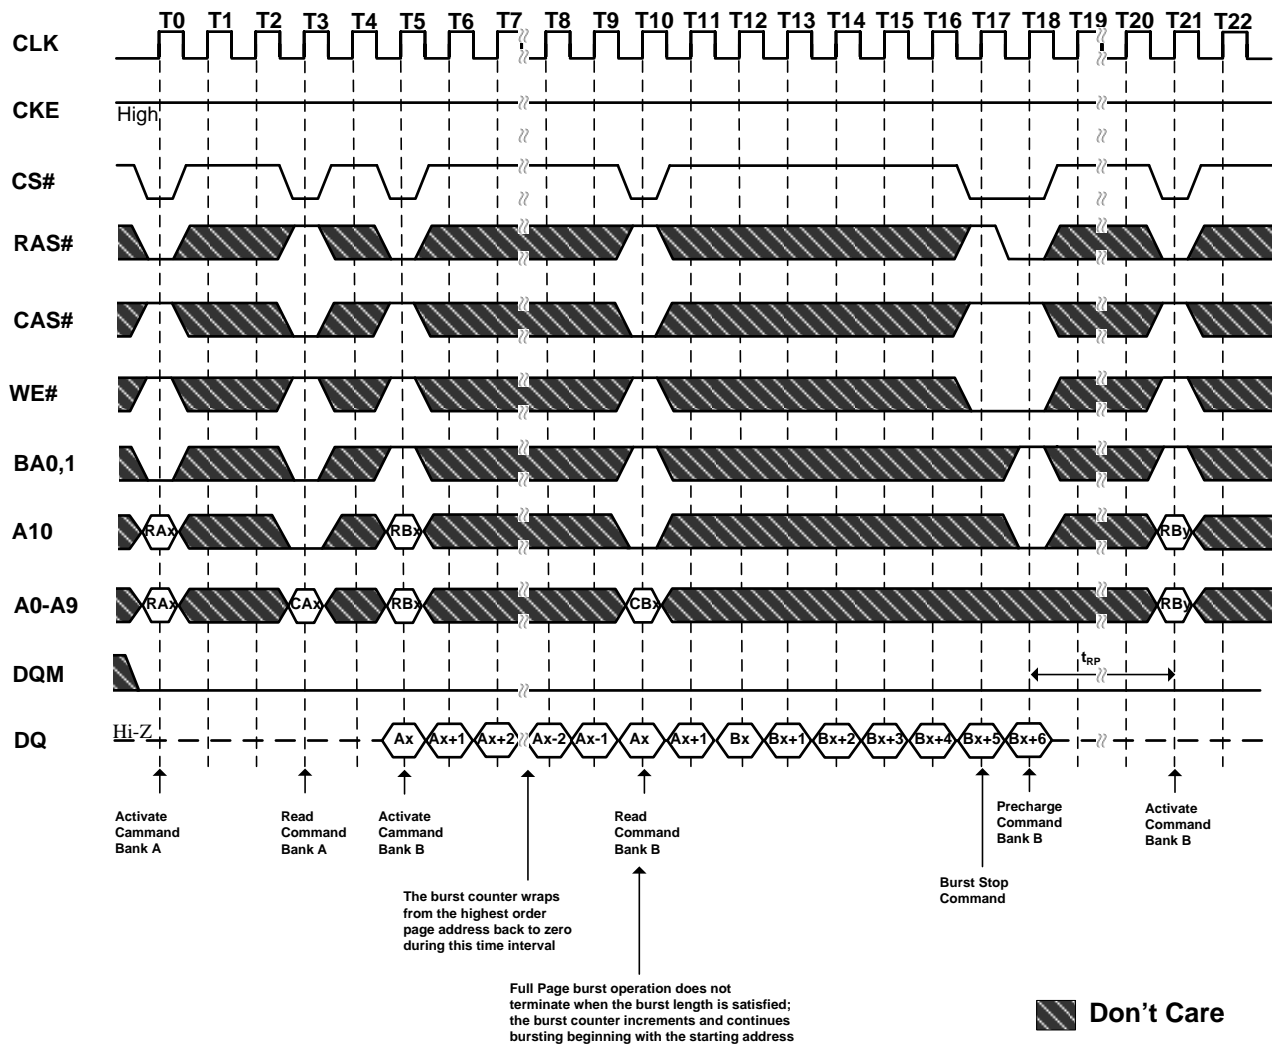 T0 T1 T2 T3 T4 T5 T6 T7 T8 T9 T10 T11 T12 T13 T14 T15 T16 T17 T18 T19 T20 T21 T22
CLK
CKE
High
CS#
RAS#
CAS#
WE#
BA0,1
A10
RAx RBx RBy
A0-A9
RAx CAx RBx CBx RBy
DQM
tRP
DQ
Hi-Z
Ax Ax+1 Ax+2 Ax-2 Ax-1 Ax Ax+1 Bx Bx+1 Bx+2 Bx+3 Bx+4 Bx+5 Bx+6
Activate
Cammand
Bank A
Read
Command
Bank A
Activate
Cammand
Bank B
Read
Command
Bank B
Precharge
Command
Bank B
Activate
Command
Bank B
Burst Stop
Command
The burst counter wraps
from the highest order
page address back to zero
during this time interval
Full Page burst operation does not
terminate when the burst length is satisfied;
the burst counter increments and continues
bursting beginning with the starting address
Don't Care